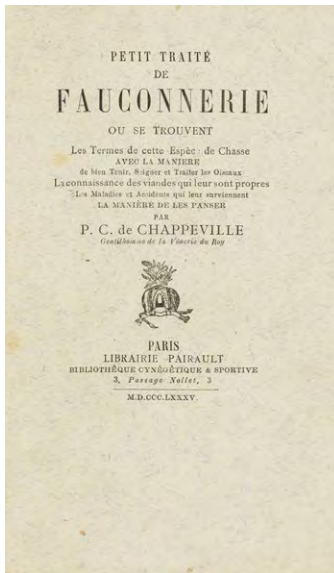 PETIT TRAITÉ
DE
FAUCONNERIE
OU SE TROUVENT
Les Termes de cette Espèce de Chasse
AVEC LA MANIERE
de bien Tenir, Soigner et Traiter les Oiseaux
La connaissance des viandes qui leur sont propres
Les Maladies et Accidents qui leur surviennent
LA MANIÈRE DE LES PANSER
PAR
P. C. de CHAPPEVILLE
Gentilhomme de la Vénerie du Roy
PARIS
LIBRAIRIE PAIRAULT
BIBLIOTHÈQUE CYNÉGÉTIQUE & SPORTIVE
3, Passage Nollet, 3
M.D.CCC.LXXXV.